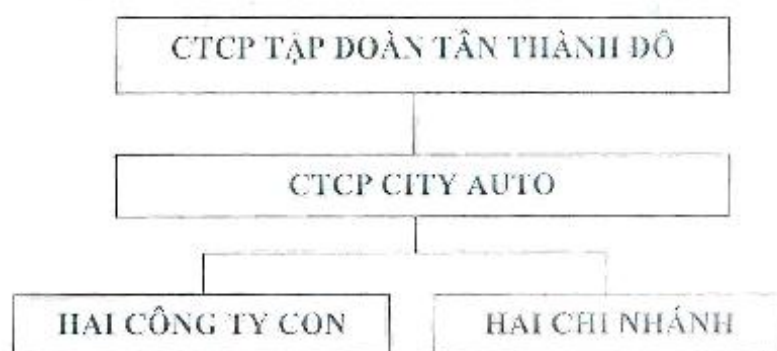 CTCP TẬP ĐOÀN TÂN THÀNH ĐÔ
CTCP CITY AUTO
HAI CÔNG TY CON
HAI CHI NHÁNH